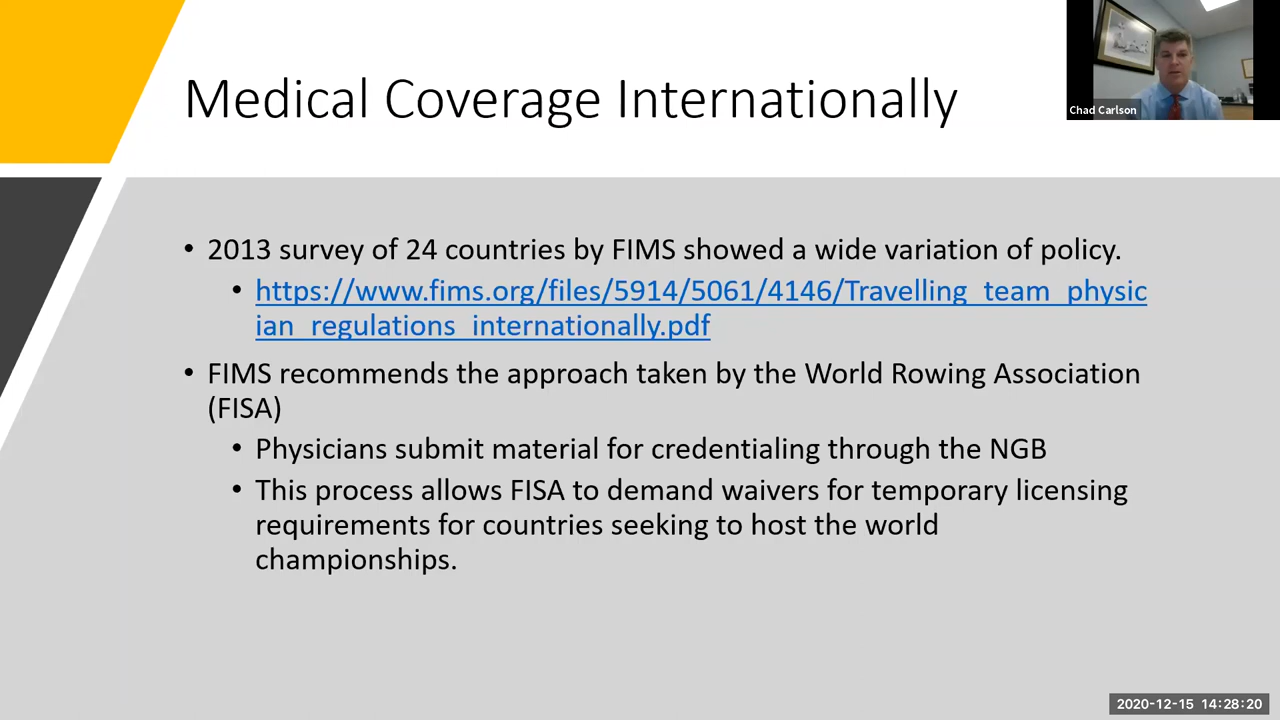 Medical Coverage Internationally
Chad Carlson
• 2013 survey of 24 countries by FIMS showed a wide variation of policy.
• https://www.fims.org/files/5914/5061/4146/Travelling_team_physic
ian_regulations_internationally.pdf
• FIMS recommends the approach taken by the World Rowing Association
(FISA)
• Physicians submit material for credentialing through the NGB
• This process allows FISA to demand waivers for temporary licensing
requirements for countries seeking to host the world
championships.
2020-12-15 14:28:20